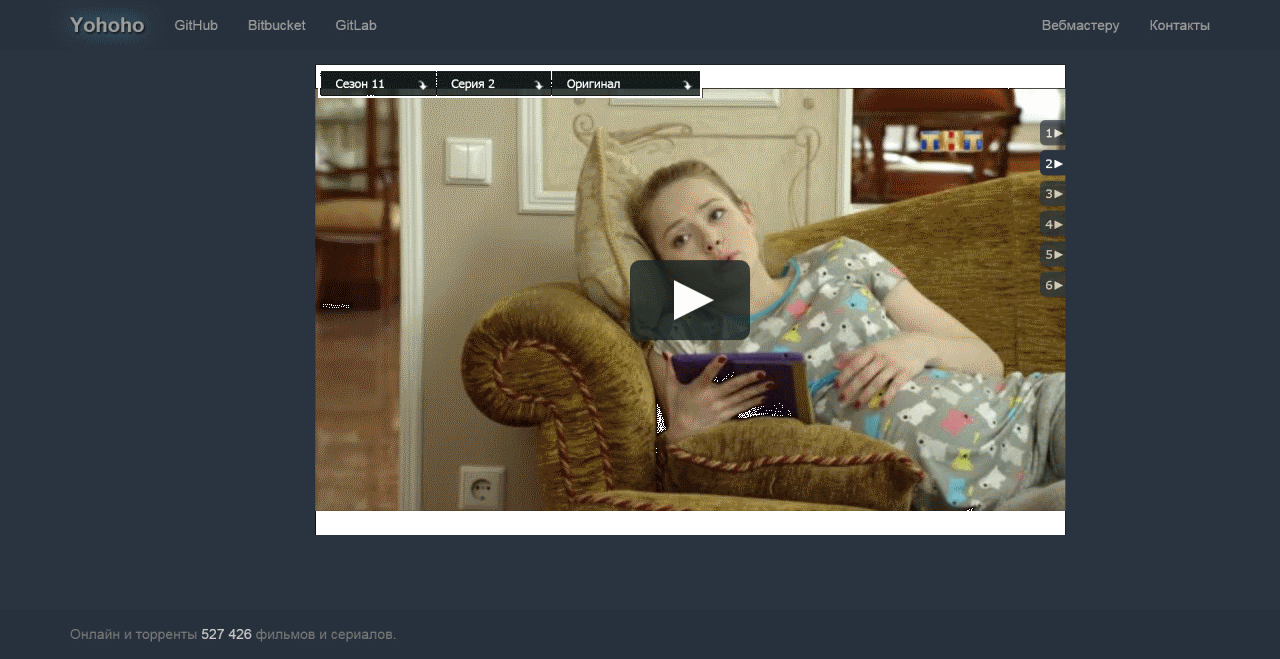 Yohoho GitHub Bitbucket GitLab Вебмастеру Контакты
Сезон 11 Серия 2 Оригинал
ТНТ
1
2
3
4
5
6
Онлайн и торренты 527 426 фильмов и сериалов.